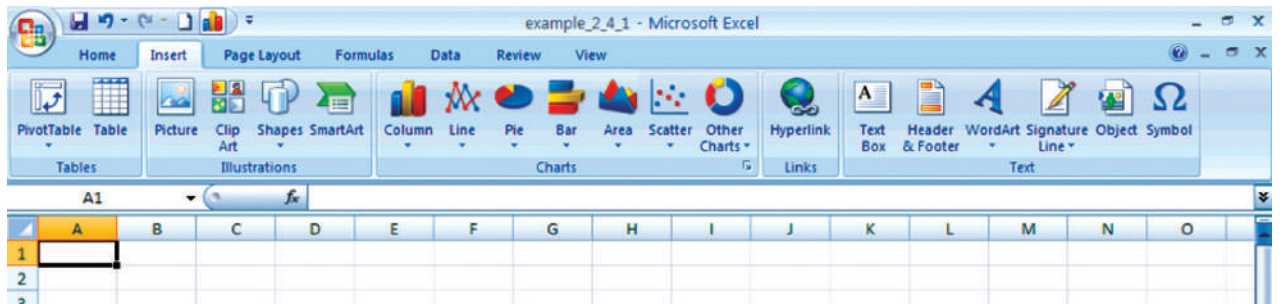 example_2_4_1 - Microsoft Excel
Home Insert Page Layout Formulas Data Review View
PivotTable Table Picture Clip Art Shapes SmartArt Column Line Pie Bar Area Scatter Other Charts Hyperlink Text Box Header & Footer WordArt Signature Line Object Symbol
Tables Illustrations Charts Links Text
A1 fx
A B C D E F G H I J K L M N O
1
2
3